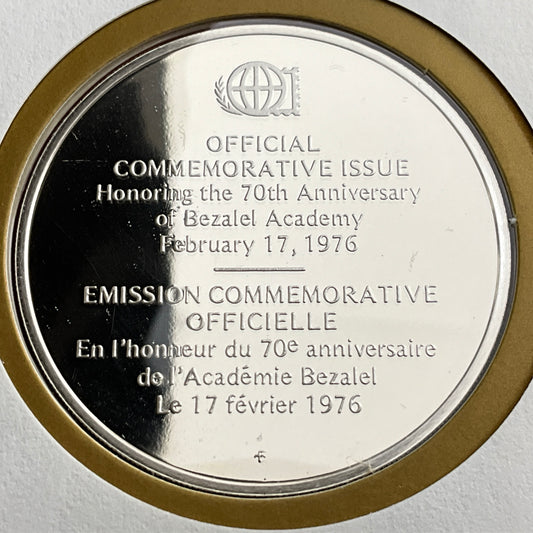 OFFICIAL
COMMEMORATIVE ISSUE
Honoring the 70th Anniversary
of Bezalel Academy
February 17, 1976
EMISSION COMMEMORATIVE
OFFICIELLE
En l'honneur du 70e anniversaire
de l'Académie Bezalel
Le 17 février 1976